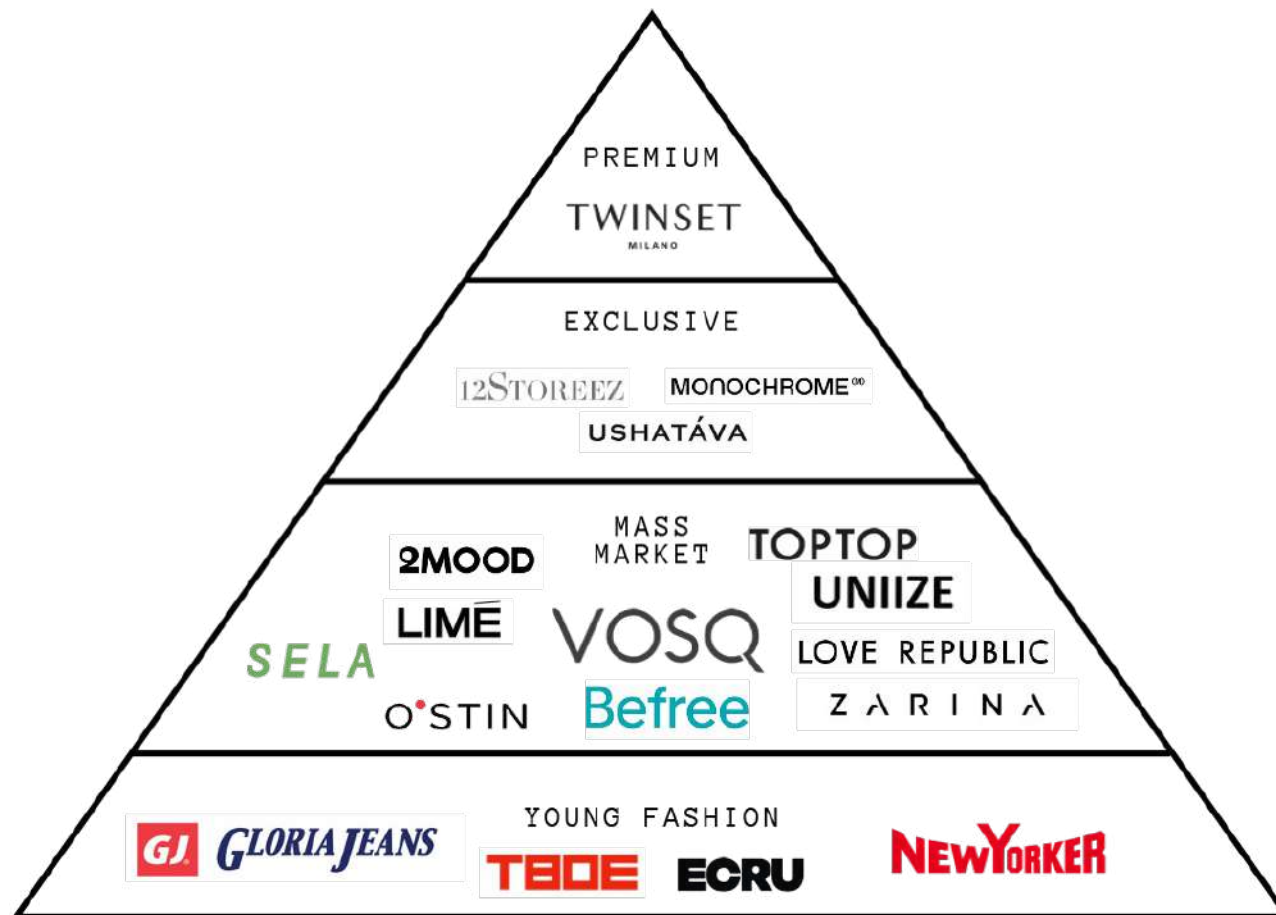 PREMIUM
TWINSET
MILANO
EXCLUSIVE
12STOREEZ
MONOCHROME
USHATÁVA
MASS
MARKET
2MOOD
TOPTOP
UNIIZE
LIMÉ
VOSQ
LOVE REPUBLIC
SELA
O'STIN
Befree
ZARINA
YOUNG FASHION
GJ. GLORIA JEANS
ТВОЕ
ECRU
NEWYORKER